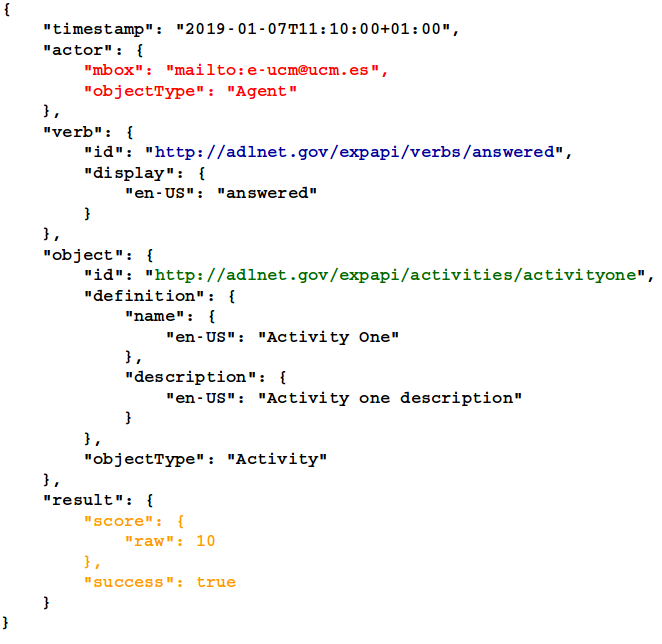 {
    "timestamp": "2019-01-07T11:10:00+01:00",
    "actor": {
        "mbox": "mailto:e-ucm@ucm.es",
        "objectType": "Agent"
    },
    "verb": {
        "id": "http://adlnet.gov/expapi/verbs/answered",
        "display": {
            "en-US": "answered"
        }
    },
    "object": {
        "id": "http://adlnet.gov/expapi/activities/activityone",
        "definition": {
            "name": {
                "en-US": "Activity One"
            },
            "description": {
                "en-US": "Activity one description"
            }
        },
        "objectType": "Activity"
    },
    "result": {
        "score": {
            "raw": 10
        },
        "success": true
    }
}